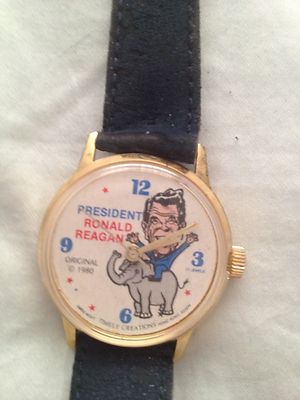 12
PRESIDENT
RONALD
REAGAN
9
3
ORIGINAL
© 1980
6
TIMELY CREATIONS